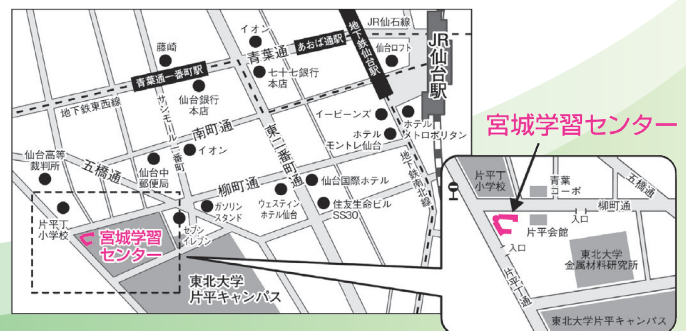 JR仙石線
イオン
藤崎
青葉通
あおば通駅
地下鉄仙台駅
仙台ロフト
JR仙台駅
青葉通一番町駅
七十七銀行
本店
地下鉄東西線
仙台銀行
本店
サンモール一番町
南町通
東二番町通
イービーンズ
ホテル
メトロポリタン
ホテル
モントレ仙台
宮城学習センター
仙台高等
裁判所
五橋通
仙台中
郵便局
イオン
柳町通
仙台国際ホテル
地下鉄南北線
片平丁
小学校
ガソリン
スタンド
ウェスティン
ホテル仙台
住友生命ビル
SS30
セブン
イレブン
宮城学習
センター
東北大学
片平キャンパス
片平丁
小学校
青葉
コーポ
五橋通
柳町通
入口
片平会館
入口
東北大学
金属材料研究所
片平丁通
東北大学片平キャンパス